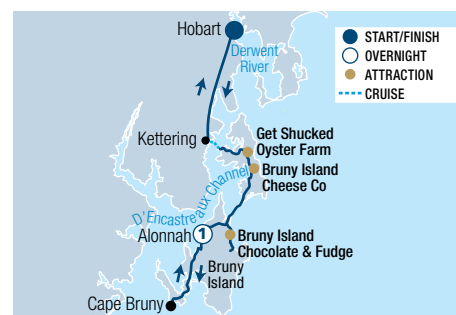 Hobart
Derwent
River
START/FINISH
1 OVERNIGHT
ATTRACTION
CRUISE
Kettering
Get Shucked
Oyster Farm
Bruny Island
Cheese Co
D'Encastreaux Channel
Alonnah
1
Bruny Island
Chocolate & Fudge
Bruny
Island
Cape Bruny